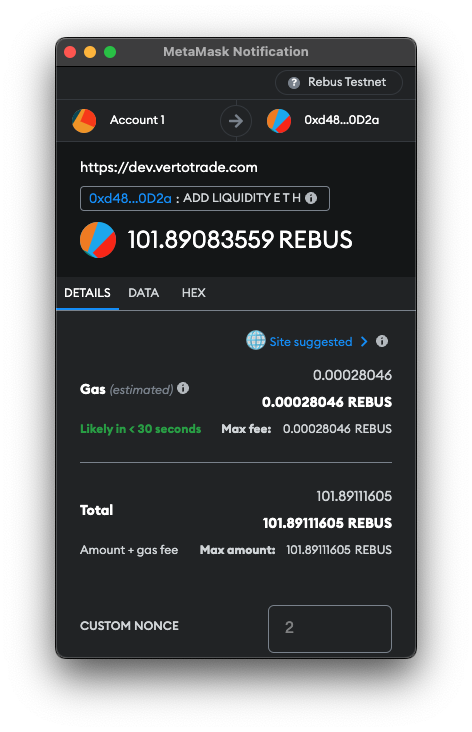 MetaMask Notification
? Rebus Testnet
Account 1 0xd48...0D2a
https://dev.vertotrade.com
0xd48...0D2a : ADD LIQUIDITY E T H
101.89083559 REBUS
DETAILS DATA HEX
Site suggested >
0.00028046
Gas (estimated) 0.00028046 REBUS
Likely in < 30 seconds Max fee: 0.00028046 REBUS
101.89111605
Total 101.89111605 REBUS
Amount + gas fee Max amount: 101.89111605 REBUS
CUSTOM NONCE 2